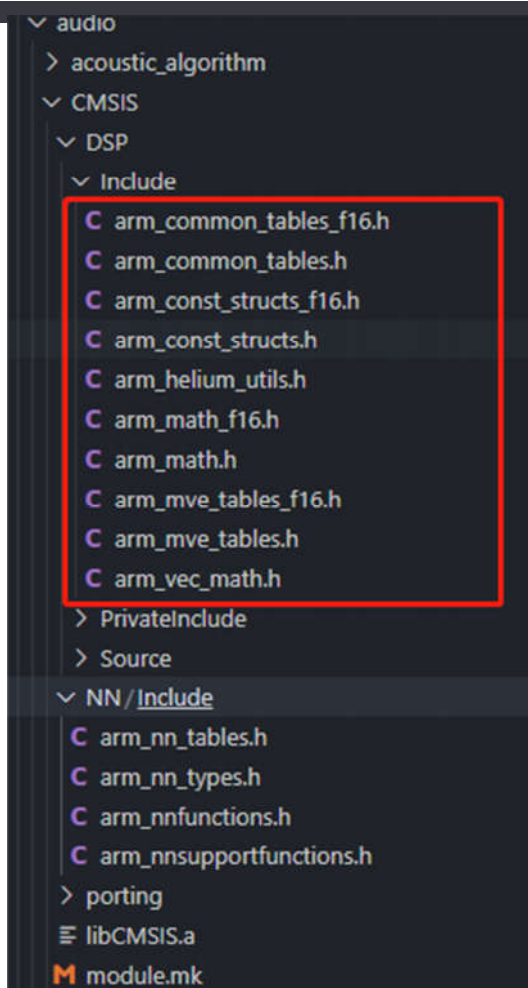 audio
acoustic_algorithm
CMSIS
DSP
Include
C arm_common_tables_f16.h
C arm_common_tables.h
C arm_const_structs_f16.h
C arm_const_structs.h
C arm_helium_utils.h
C arm_math_f16.h
C arm_math.h
C arm_mve_tables_f16.h
C arm_mve_tables.h
C arm_vec_math.h
PrivateInclude
Source
NN/Include
C arm_nn_tables.h
C arm_nn_types.h
C arm_nnfunctions.h
C arm_nnsupportfunctions.h
porting
libCMSIS.a
M module.mk